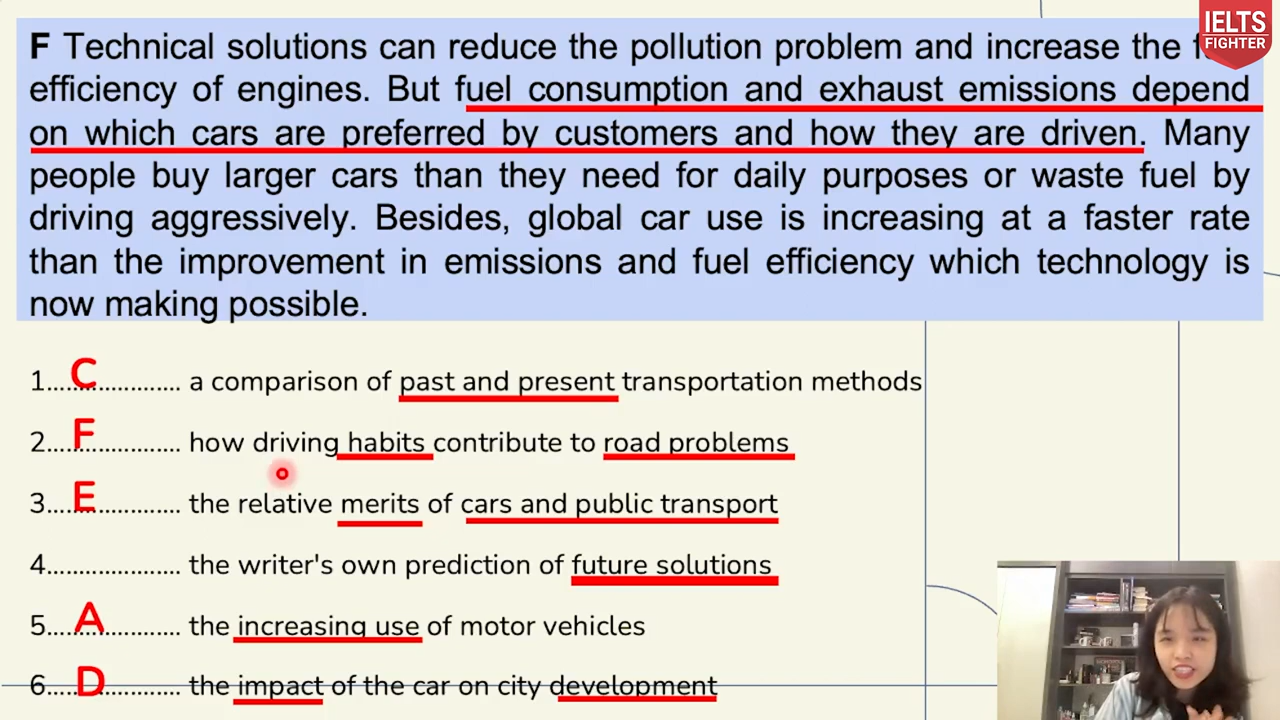 IELTS
FIGHTER
F Technical solutions can reduce the pollution problem and increase the
efficiency of engines. But fuel consumption and exhaust emissions depend
on which cars are preferred by customers and how they are driven. Many
people buy larger cars than they need for daily purposes or waste fuel by
driving aggressively. Besides, global car use is increasing at a faster rate
than the improvement in emissions and fuel efficiency which technology is
now making possible.
1....C.................. a comparison of past and present transportation methods
2....F.................. how driving habits contribute to road problems
3....E.................. the relative merits of cars and public transport
4...................... the writer's own prediction of future solutions
5....A.................. the increasing use of motor vehicles
6....D.................. the impact of the car on city development